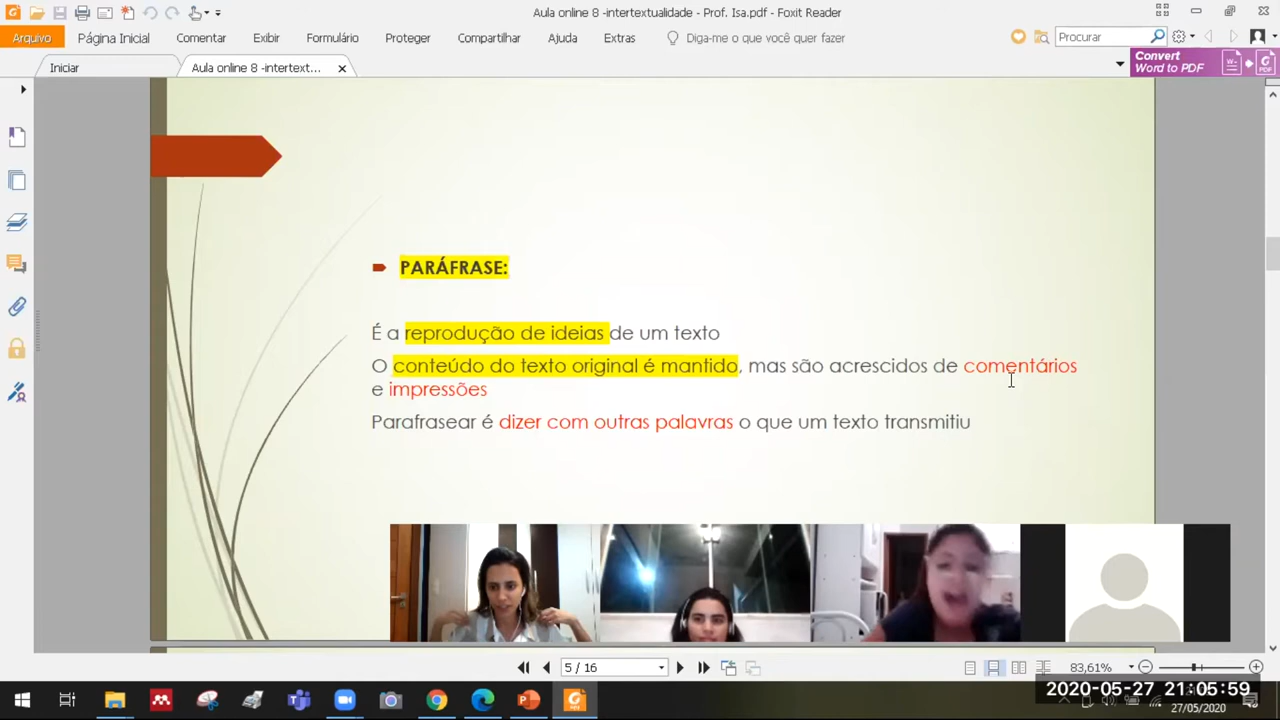 Aula online 8 -intertextualidade - Prof. Isa.pdf - Foxit Reader
Arquivo Página Inicial Comentar Exibir Formulário Proteger Compartilhar Ajuda Extras Diga-me o que você quer fazer Procurar
Iniciar Aula online 8 -intertext...
Convert
Word to PDF
PARÁFRASE:
É a reprodução de ideias de um texto
O conteúdo do texto original é mantido, mas são acrescidos de comentários
e impressões
Parafrasear é dizer com outras palavras o que um texto transmitiu
5 / 16 83,61%
2020-05-27 21:05:59
27/05/2020